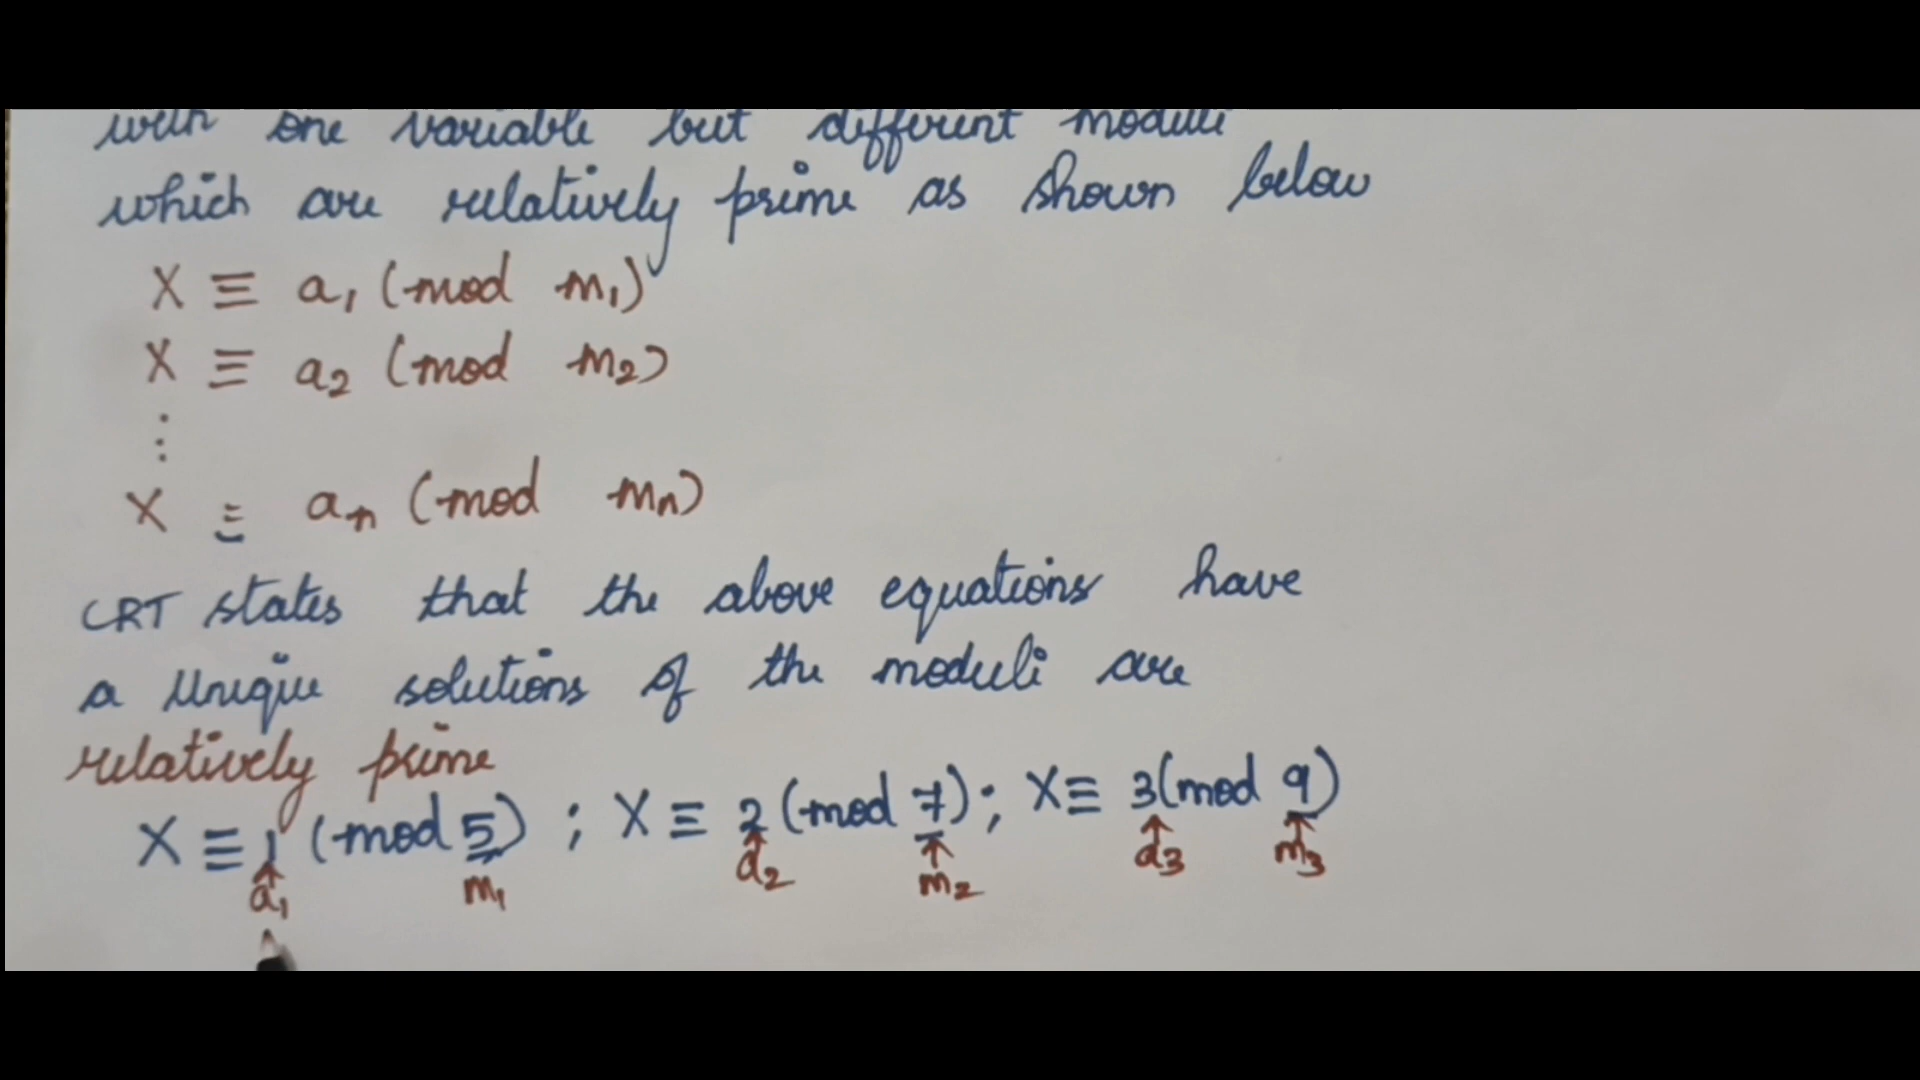 with one variable but different moduli
which are relatively prime as shown below
X ≡ a1 (mod m1)
X ≡ a2 (mod m2)
⋮
X ≡ an (mod mn)
CRT states that the above equations have
a unique solutions of the moduli are
relatively prime
X ≡ 1 (mod 5) ; X ≡ 2 (mod 7) ; X ≡ 3 (mod 9)
a1 m1 a2 m2 a3 m3